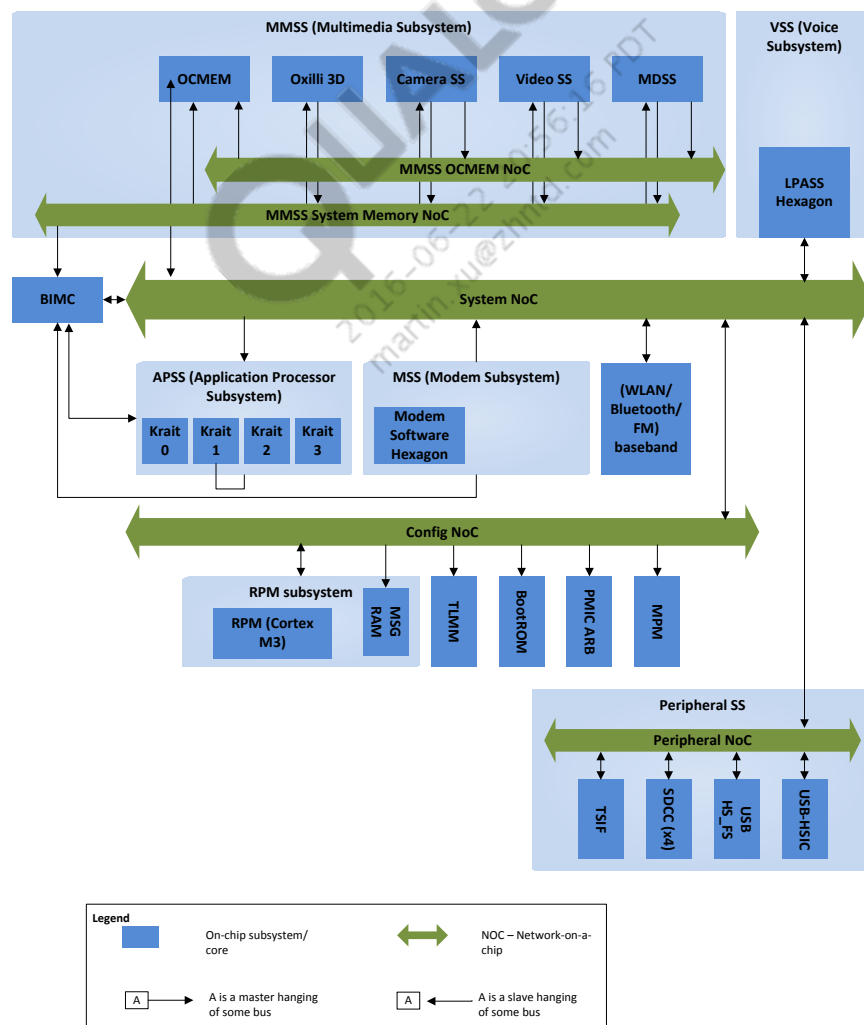 MMSS (Multimedia Subsystem)
VSS (Voice
Subsystem)
OCMEM
Oxilli 3D
Camera SS
Video SS
MDSS
MMSS OCMEM NoC
LPASS
Hexagon
MMSS System Memory NoC
BIMC
System NoC
APSS (Application Processor
Subsystem)
Krait
0
Krait
1
Krait
2
Krait
3
MSS (Modem Subsystem)
Modem
Software
Hexagon
(WLAN/
Bluetooth/
FM)
baseband
Config NoC
RPM subsystem
RPM (Cortex
M3)
MSG
RAM
TLMM
BootROM
PMIC ARB
MPM
Peripheral SS
Peripheral NoC
TSIF
SDCC (x4)
USB
HS_FS
USB-HSIC
Legend
On-chip subsystem/
core
NOC – Network-on-a-
chip
A
A is a master hanging
of some bus
A
A is a slave hanging
of some bus
QUALC
2016-06-22 20:56:16 PDT
martin.xu@zhmd.com